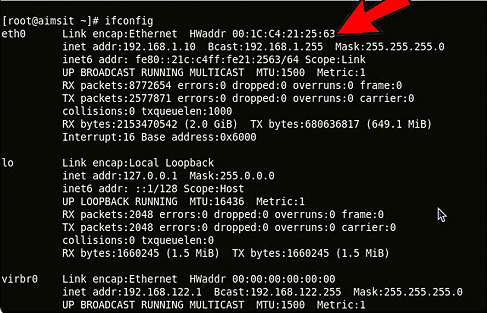 [root@aimsit ~]# ifconfig
eth0 Link encap:Ethernet HWaddr 00:1C:C4:21:25:63
inet addr:192.168.1.10 Bcast:192.168.1.255 Mask:255.255.255.0
inet6 addr: fe80::21c:c4ff:fe21:2563/64 Scope:Link
UP BROADCAST RUNNING MULTICAST MTU:1500 Metric:1
RX packets:8772654 errors:0 dropped:0 overruns:0 frame:0
TX packets:2577871 errors:0 dropped:0 overruns:0 carrier:0
collisions:0 txqueuelen:1000
RX bytes:2153470542 (2.0 GiB) TX bytes:680636817 (649.1 MiB)
Interrupt:16 Base address:0x6000
lo Link encap:Local Loopback
inet addr:127.0.0.1 Mask:255.0.0.0
inet6 addr: ::1/128 Scope:Host
UP LOOPBACK RUNNING MTU:16436 Metric:1
RX packets:2048 errors:0 dropped:0 overruns:0 frame:0
TX packets:2048 errors:0 dropped:0 overruns:0 carrier:0
collisions:0 txqueuelen:0
RX bytes:1660245 (1.5 MiB) TX bytes:1660245 (1.5 MiB)
virbr0 Link encap:Ethernet HWaddr 00:00:00:00:00:00
inet addr:192.168.122.1 Bcast:192.168.122.255 Mask:255.255.255.0
UP BROADCAST RUNNING MULTICAST MTU:1500 Metric:1